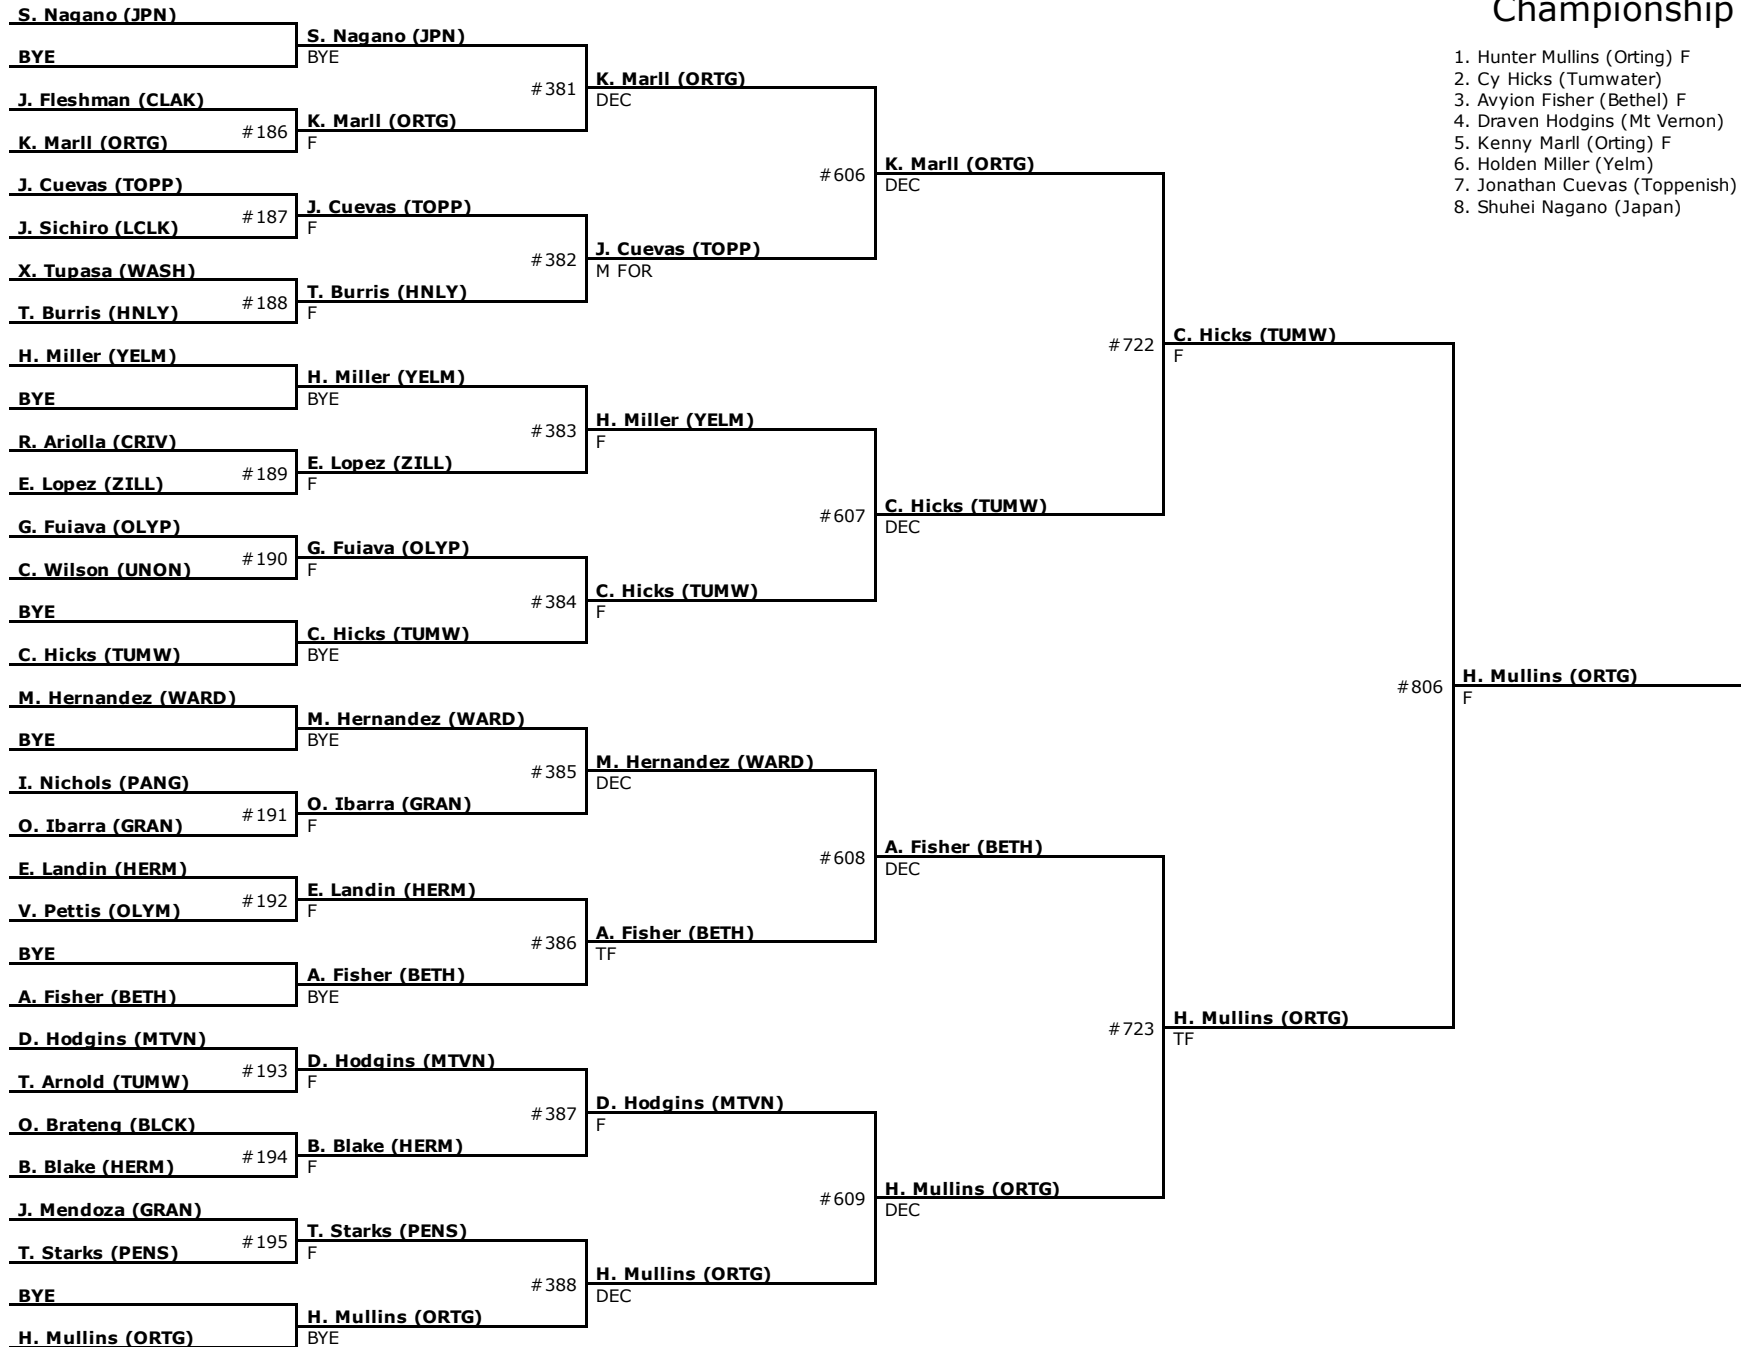 Championship
1. Hunter Mullins (Orting) F
2. Cy Hicks (Tumwater)
3. Avyion Fisher (Bethel) F
4. Draven Hodgins (Mt Vernon)
5. Kenny Marll (Orting) F
6. Holden Miller (Yelm)
7. Jonathan Cuevas (Toppenish)
8. Shuhei Nagano (Japan)
S. Nagano (JPN)
BYE
J. Fleshman (CLAK)
#186
K. Marll (ORTG)
J. Cuevas (TOPP)
#187
J. Sichiro (LCLK)
X. Tupasa (WASH)
#188
T. Burris (HNLY)
H. Miller (YELM)
BYE
R. Ariolla (CRIV)
#189
E. Lopez (ZILL)
G. Fuiava (OLYP)
#190
C. Wilson (UNON)
BYE
C. Hicks (TUMW)
M. Hernandez (WARD)
BYE
I. Nichols (PANG)
#191
O. Ibarra (GRAN)
E. Landin (HERM)
#192
V. Pettis (OLYM)
BYE
A. Fisher (BETH)
D. Hodgins (MTVN)
#193
T. Arnold (TUMW)
O. Brateng (BLCK)
#194
B. Blake (HERM)
J. Mendoza (GRAN)
#195
T. Starks (PENS)
BYE
H. Mullins (ORTG)
S. Nagano (JPN)
BYE
#381
K. Marll (ORTG)
F
J. Cuevas (TOPP)
F
#382
T. Burris (HNLY)
F
H. Miller (YELM)
BYE
#383
E. Lopez (ZILL)
F
G. Fuiava (OLYP)
F
#384
C. Hicks (TUMW)
BYE
M. Hernandez (WARD)
BYE
#385
O. Ibarra (GRAN)
F
E. Landin (HERM)
F
#386
A. Fisher (BETH)
BYE
D. Hodgins (MTVN)
F
#387
B. Blake (HERM)
F
T. Starks (PENS)
F
#388
H. Mullins (ORTG)
BYE
K. Marll (ORTG)
DEC
#606
J. Cuevas (TOPP)
M FOR
H. Miller (YELM)
F
#607
C. Hicks (TUMW)
F
M. Hernandez (WARD)
DEC
#608
A. Fisher (BETH)
TF
D. Hodgins (MTVN)
F
#609
H. Mullins (ORTG)
DEC
K. Marll (ORTG)
DEC
#722
C. Hicks (TUMW)
DEC
A. Fisher (BETH)
DEC
#723
H. Mullins (ORTG)
DEC
C. Hicks (TUMW)
F
#806
H. Mullins (ORTG)
TF
H. Mullins (ORTG)
F